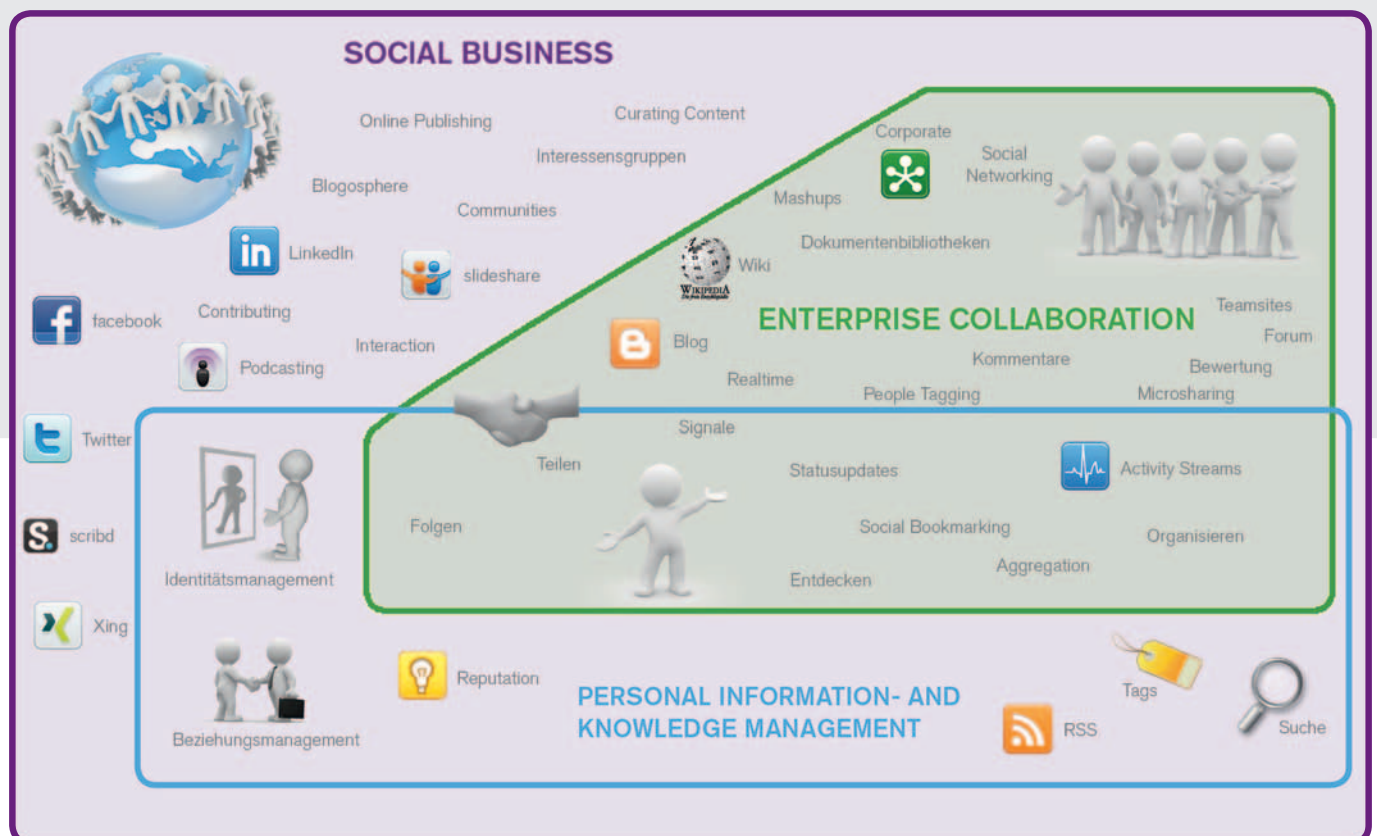 SOCIAL BUSINESS
Online Publishing
Curating Content
Interessensgruppen
Blogosphere
Communities
LinkedIn
slideshare
facebook
Contributing
Interaction
Podcasting
Twitter
scribd
Xing
Corporate
Social
Networking
Mashups
Dokumentenbibliotheken
WIKIPEDIA
Wiki
ENTERPRISE COLLABORATION
Teamsites
Forum
Blog
Kommentare
Bewertung
Realtime
People Tagging
Microsharing
Signale
Teilen
Statusupdates
Activity Streams
Folgen
Social Bookmarking
Organisieren
Aggregation
Entdecken
Identitätsmanagement
Beziehungsmanagement
Reputation
PERSONAL INFORMATION- AND
KNOWLEDGE MANAGEMENT
Tags
RSS
Suche